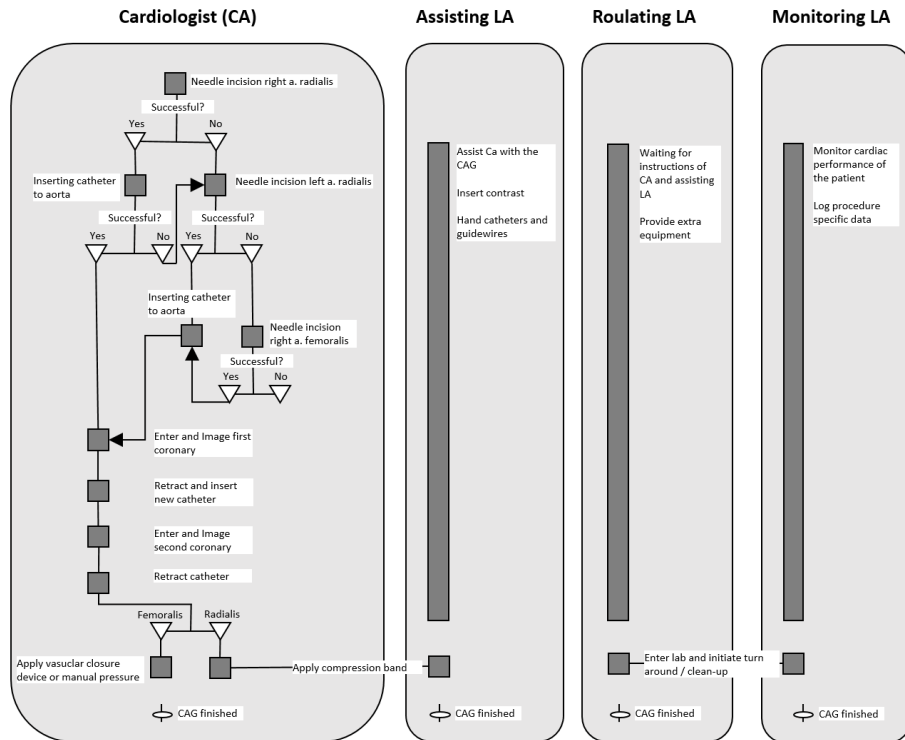 Cardiologist (CA)
Assisting LA
Roulating LA
Monitoring LA
Needle incision right a. radialis
Successful?
Yes
No
Inserting catheter
to aorta
Needle incision left a. radialis
Successful?
Successful?
Yes
No
Yes
No
Inserting catheter
to aorta
Needle incision
right a. femoralis
Successful?
Yes
No
Enter and Image first
coronary
Retract and insert
new catheter
Enter and Image
second coronary
Retract catheter
Femoralis
Radialis
Apply vasuclar closure
device or manual pressure
Apply compression band
CAG finished
Assist Ca with the
CAG
Insert contrast
Hand catheters and
guidewires
CAG finished
Waiting for
instructions of
CA and assisting
LA
Provide extra
equipment
Enter lab and initiate turn
around / clean-up
CAG finished
Monitor cardiac
performance of
the patient
Log procedure
specific data
CAG finished